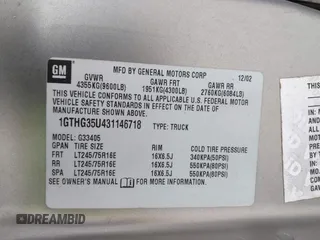 GM
MFD BY GENERAL MOTORS CORP 12/02
GVWR GAWR FRT GAWR RR
4355KG(9600LB) 1951KG(4300LB) 2760KG(6084LB)
THIS VEHICLE CONFORMS TO ALL APPLICABLE U.S. FEDERAL
MOTOR VEHICLE SAFETY STANDARDS IN EFFECT ON THE DATE
OF MANUFACTURE SHOWN ABOVE.
1GTHG35U431146718 TYPE: TRUCK
MODEL: G33405
GPAN TIRE SIZE RIM COLD TIRE PRESSURE
FRT LT245/75R16E 16X6.5J 340KPA(50PSI)
RR LT245/75R16E 16X6.5J 550KPA(80PSI)
SPA LT245/75R16E 16X6.5J 550KPA(80PSI)
SEE OWNER'S MANUAL FOR MORE INFORMATION
AUTOBIDMASTER